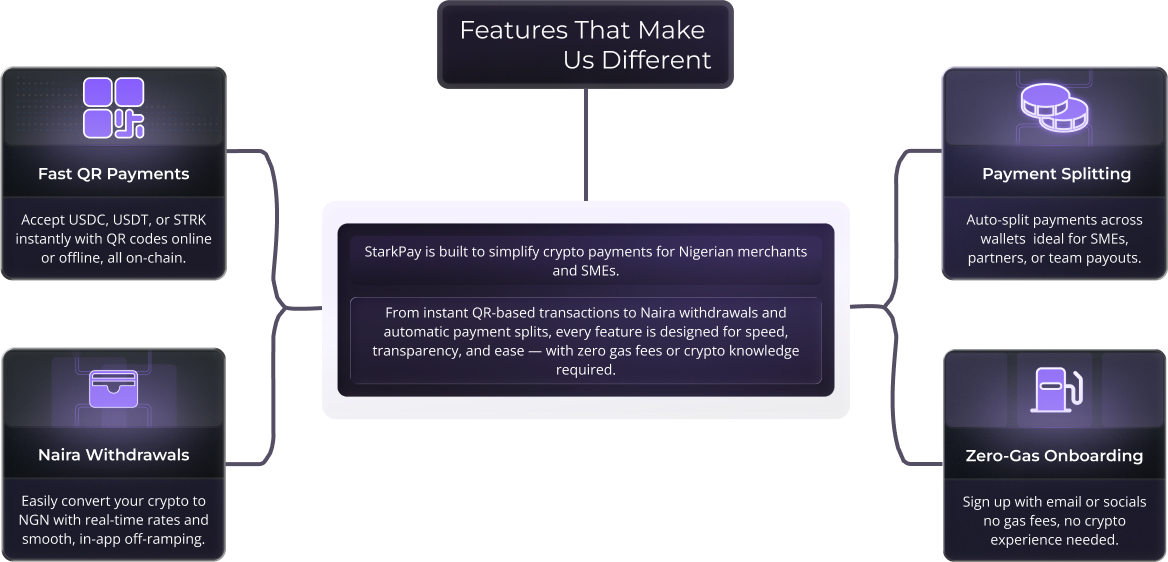 Features That Make
Us Different
Fast QR Payments
Accept USDC, USDT, or STRK
instantly with QR codes online
or offline, all on-chain.
Payment Splitting
Auto-split payments across
wallets ideal for SMEs,
partners, or team payouts.
StarkPay is built to simplify crypto payments for Nigerian merchants
and SMEs.
From instant QR-based transactions to Naira withdrawals and
automatic payment splits, every feature is designed for speed,
transparency, and ease — with zero gas fees or crypto knowledge
required.
Naira Withdrawals
Easily convert your crypto to
NGN with real-time rates and
smooth, in-app off-ramping.
Zero-Gas Onboarding
Sign up with email or socials
no gas fees, no crypto
experience needed.